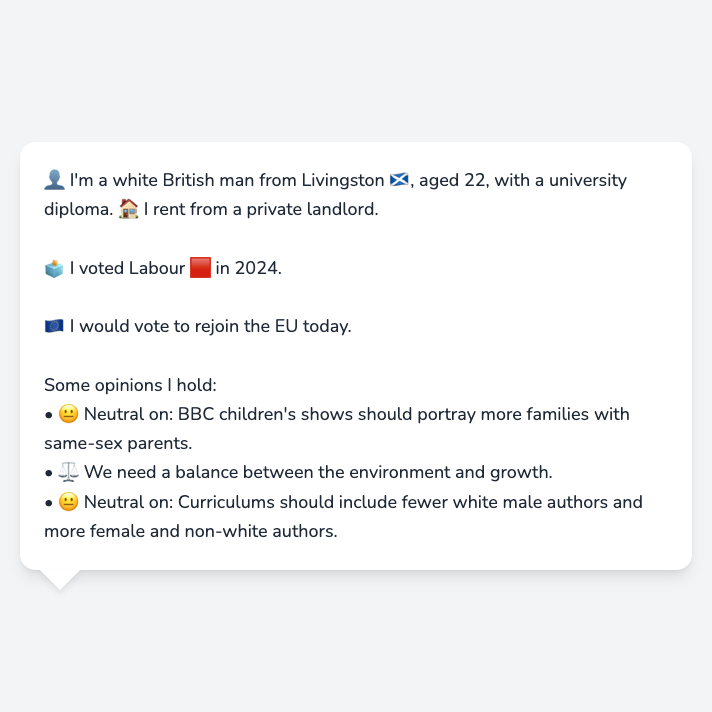 👤 I'm a white British man from Livingston 🏴󠁧󠁢󠁳󠁣󠁴󠁿, aged 22, with a university
diploma. 🏠 I rent from a private landlord.
🗳️ I voted Labour 🟥 in 2024.
🇪🇺 I would vote to rejoin the EU today.
Some opinions I hold:
• 😐 Neutral on: BBC children's shows should portray more families with
same-sex parents.
• ⚖️ We need a balance between the environment and growth.
• 😐 Neutral on: Curriculums should include fewer white male authors and
more female and non-white authors.